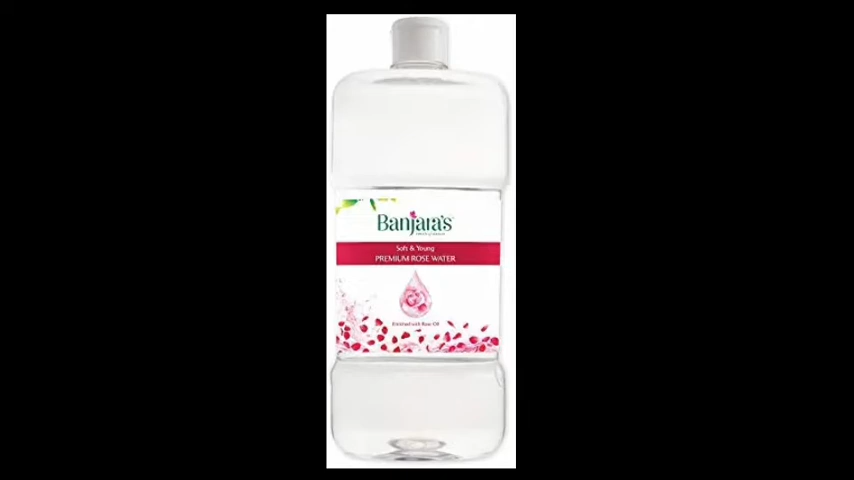 Banjara's
Soft & Young
PREMIUM ROSE WATER
Enriched with Rose Oil